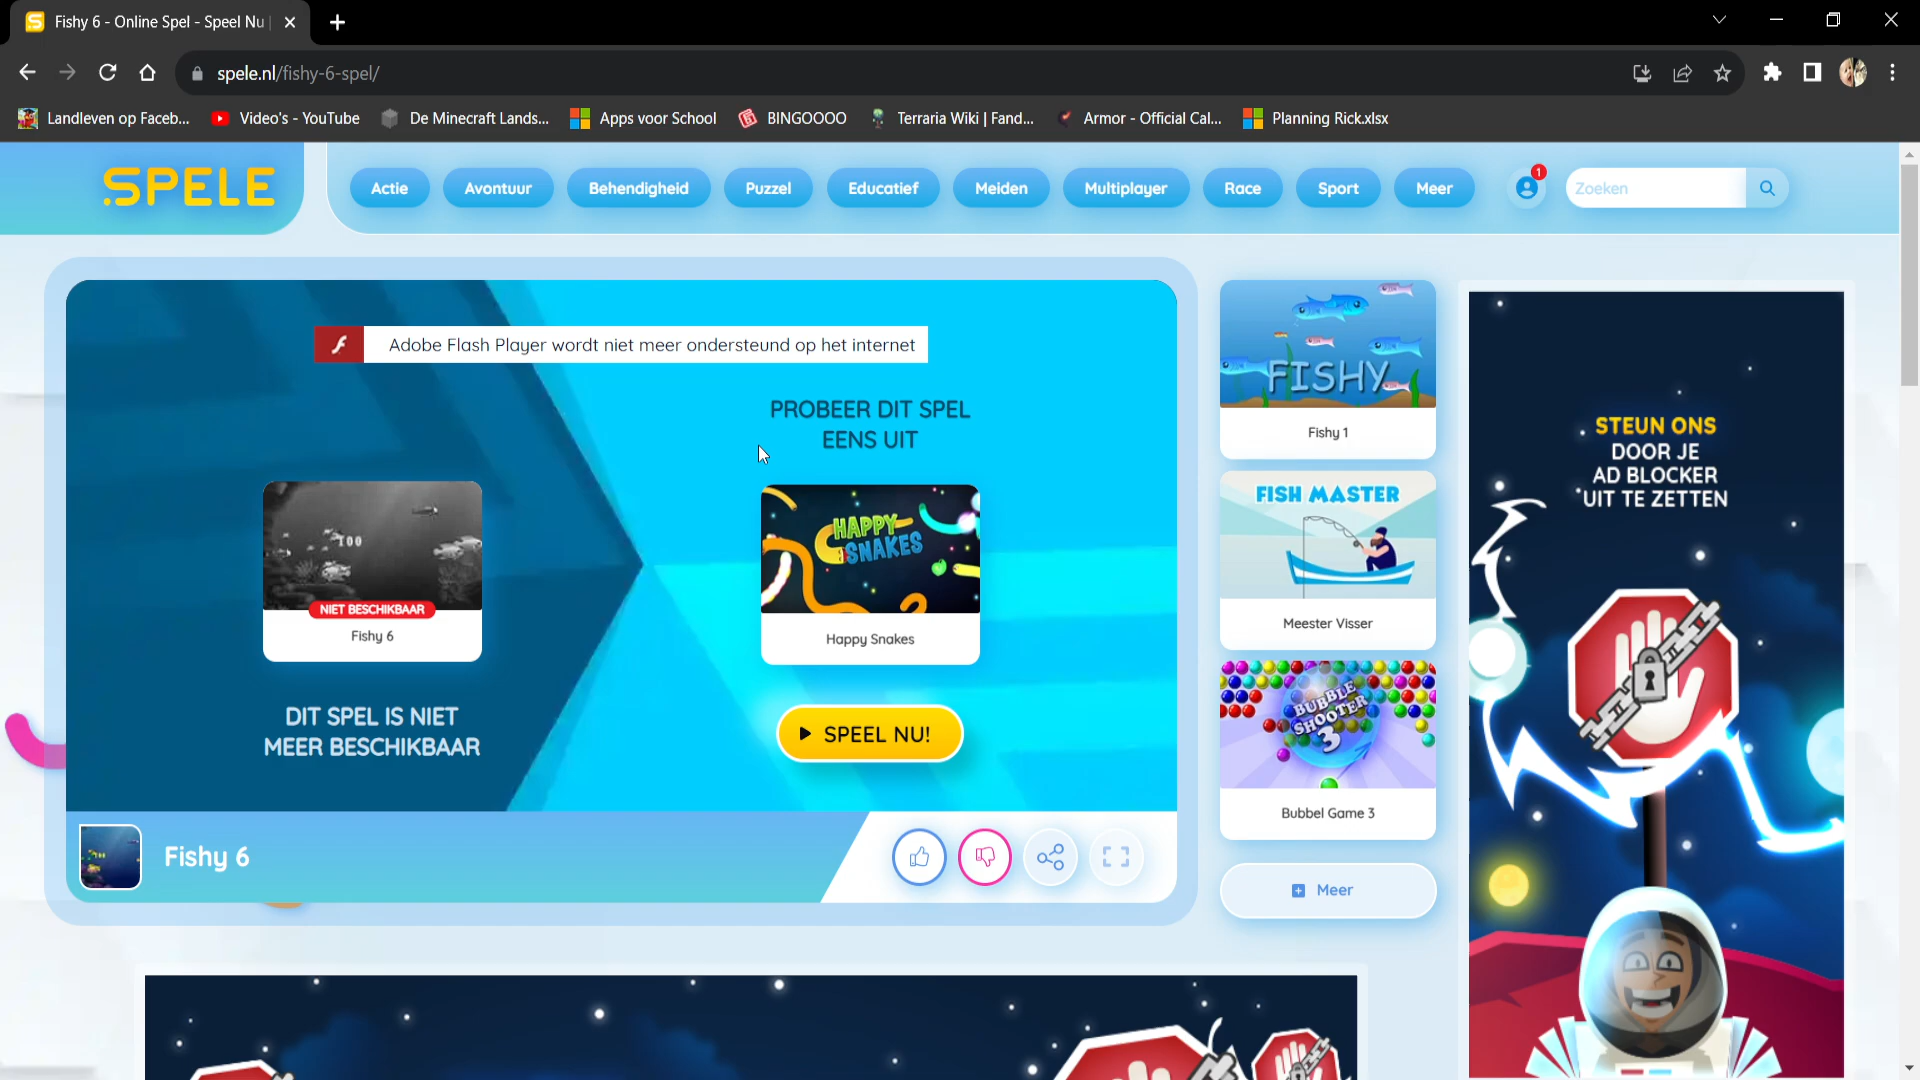 Fishy 6 - Online Spel - Speel Nu
spele.nl/fishy-6-spel/
Landleven op Faceb...
Video's - YouTube
De Minecraft Lands...
Apps voor School
BINGOOOO
Terraria Wiki | Fand...
Armor - Official Cal...
Planning Rick.xlsx
.SPELE
Actie
Avontuur
Behendigheid
Puzzel
Educatief
Meiden
Multiplayer
Race
Sport
Meer
1
Zoeken
Adobe Flash Player wordt niet meer ondersteund op het internet
PROBEER DIT SPEL
EENS UIT
100
NIET BESCHIKBAAR
Fishy 6
DIT SPEL IS NIET
MEER BESCHIKBAAR
HAPPY
SNAKES
Happy Snakes
SPEEL NU!
Fishy 6
FISHY
Fishy 1
FISH MASTER
Meester Visser
BUBBLE
SHOOTER
3
Bubbel Game 3
Meer
STEUN ONS
DOOR JE
AD BLOCKER
UIT TE ZETTEN